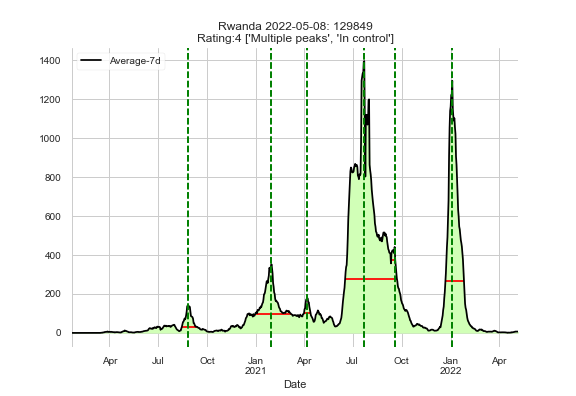 Rwanda 2022-05-08: 129849
Rating:4 ['Multiple peaks', 'In control']
Average-7d
1400
1200
1000
800
600
400
200
0
Apr Jul Oct Jan Apr Jul Oct Jan Apr
2021 2022
Date